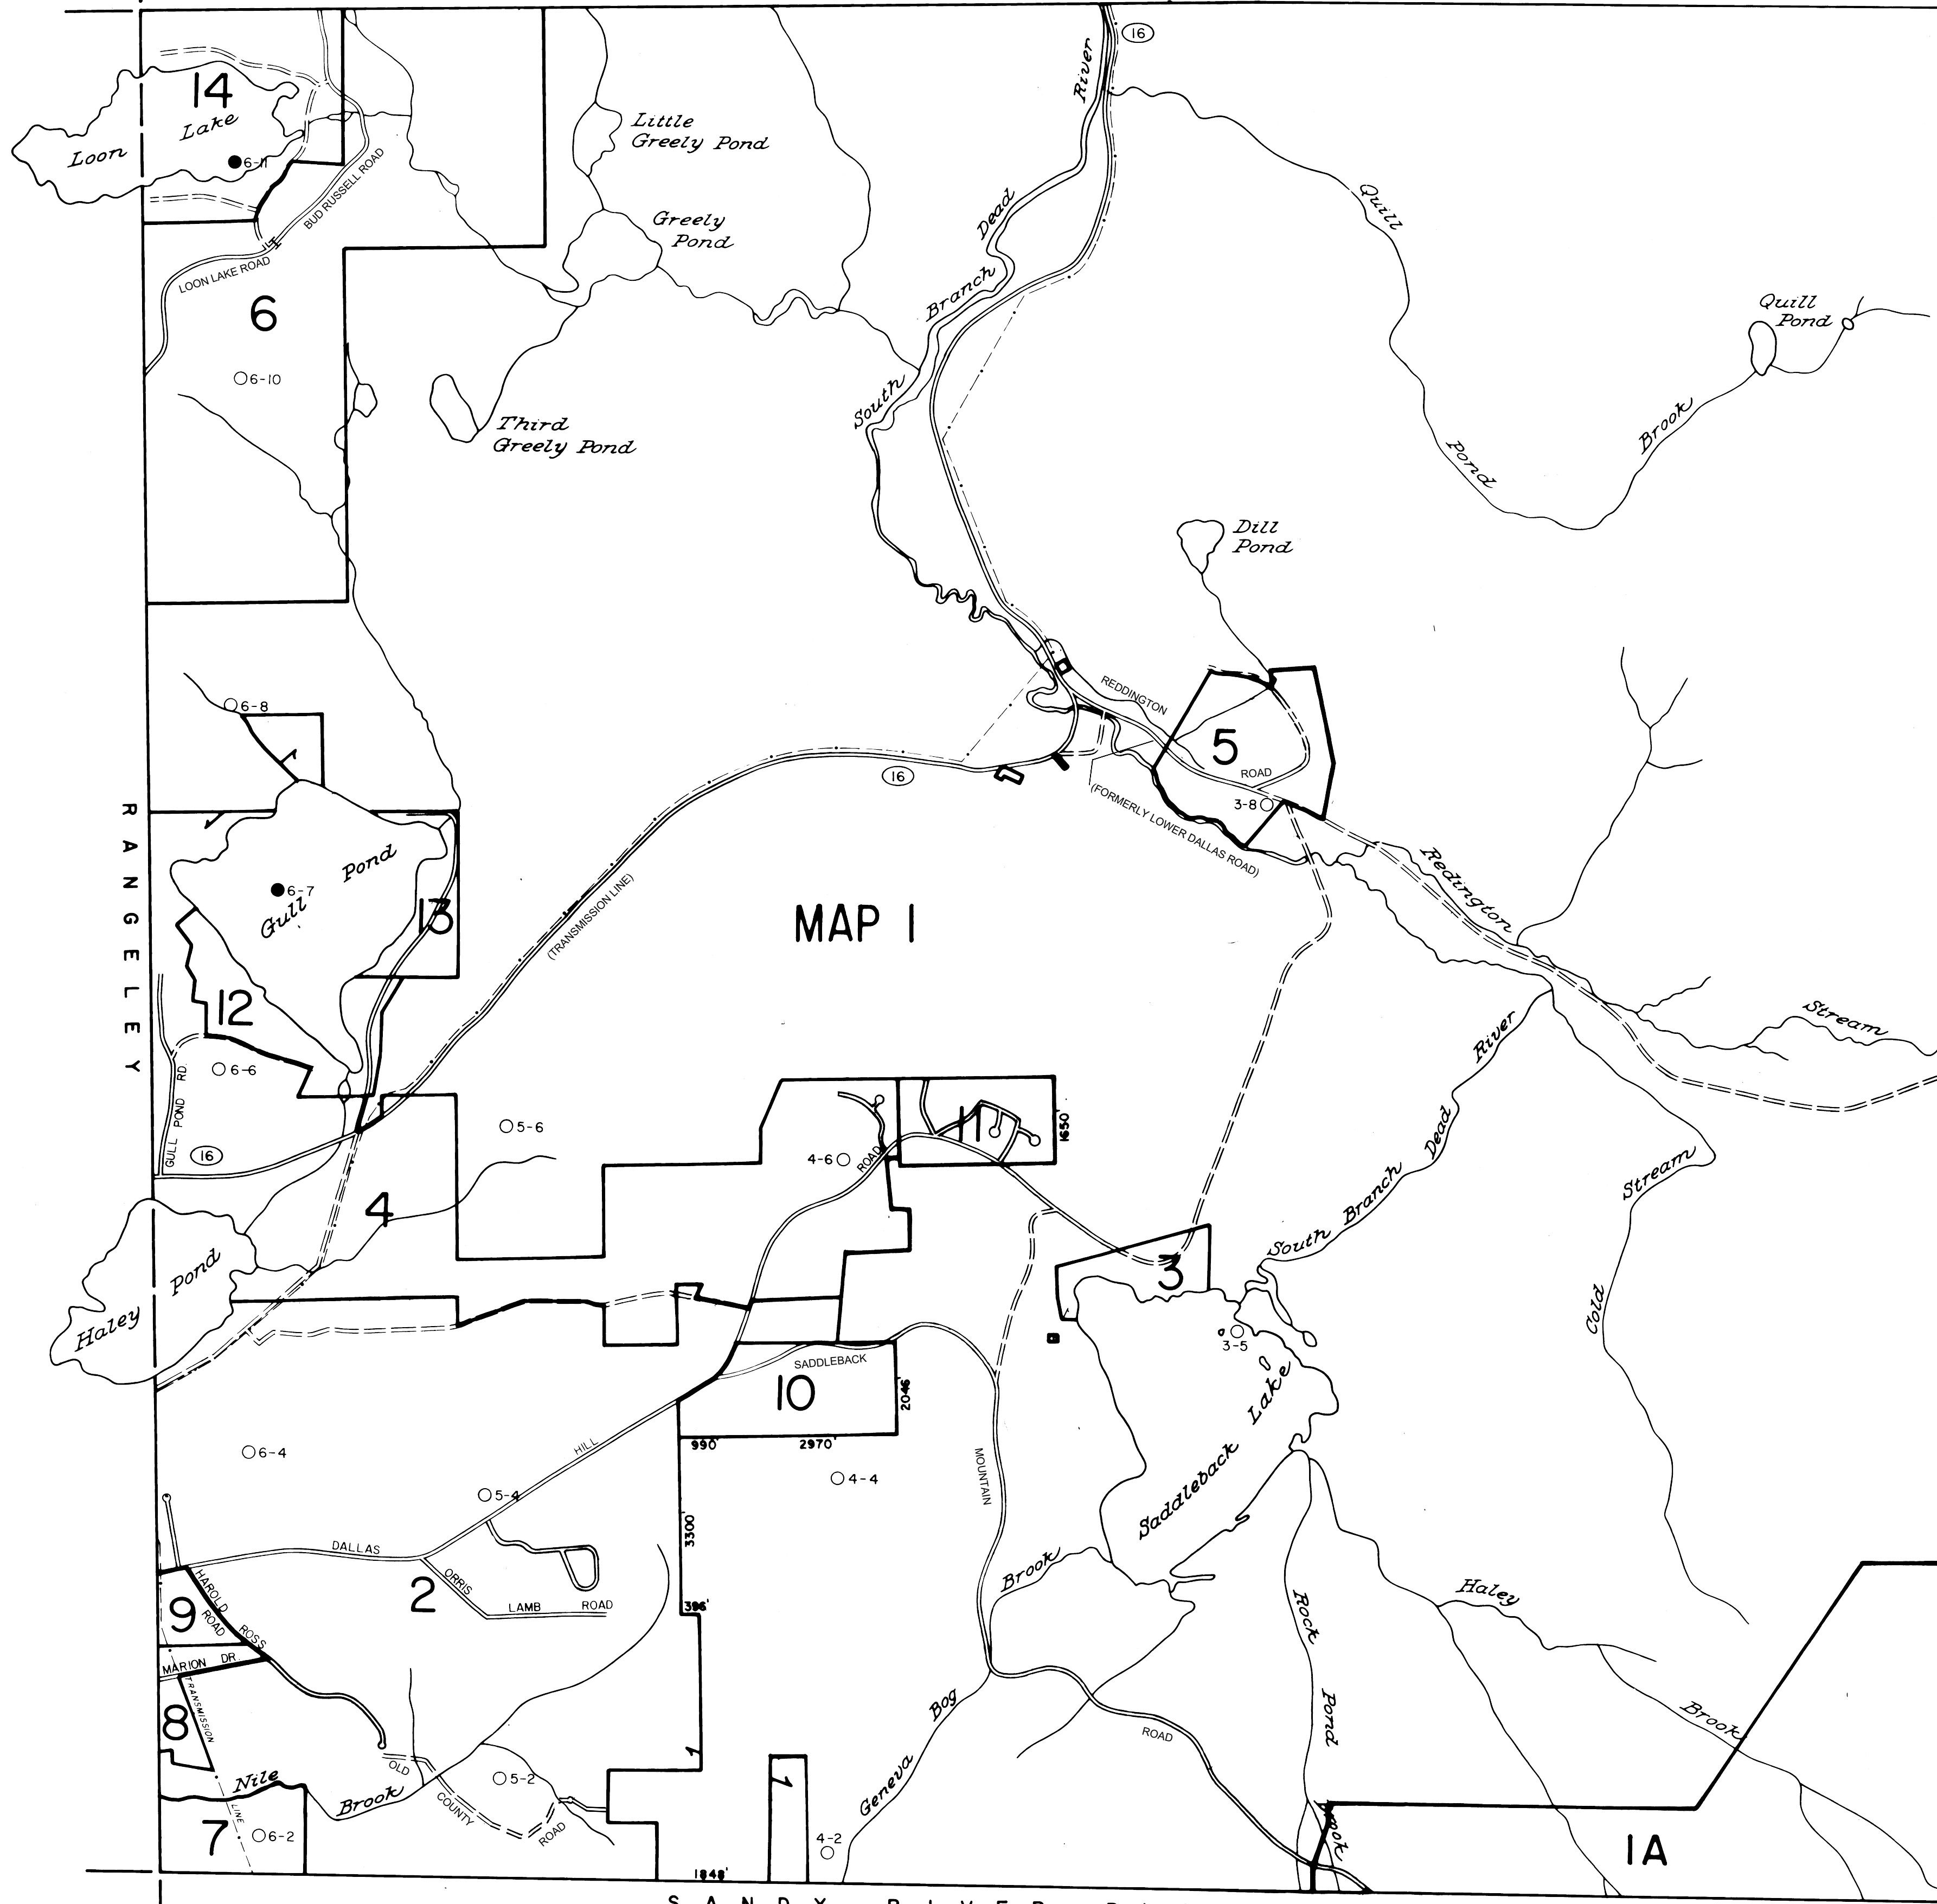 16
14
Loon Lake
6-11
BUD RUSSELL ROAD
LOON LAKE ROAD
6
6-10
Little
Greely Pond
Greely
Pond
Third
Greely Pond
South Branch Dead River
Quill Pond Brook
Quill
Pond
Dill
Pond
REDDINGTON
ROAD
5
3-8
(FORMERLY LOWER DALLAS ROAD)
16
(TRANSMISSION LINE)
6-8
RANGELEY
Gull Pond
6-7
13
12
6-6
GULL POND RD.
16
MAP 1
Redington
Stream
South Branch Dead River
Cold Stream
4
5-6
4-6
ROAD
11
1650'
3
3-5
Saddleback Lake
Haley Pond
SADDLEBACK
10
2046'
990'
2970'
6-4
5-4
HILL
4-4
MOUNTAIN
3300'
396'
DALLAS
ORRIS
LAMB ROAD
2
HAROLD ROSS
ROAD
9
MARION DR.
TRANSMISSION
LINE
8
Nile Brook
OLD
COUNTY
ROAD
5-2
7
6-2
1848'
4-2
Geneva Bog Brook
ROAD
Rock Pond Brook
Haley Brook
1A
SANDY RIVER